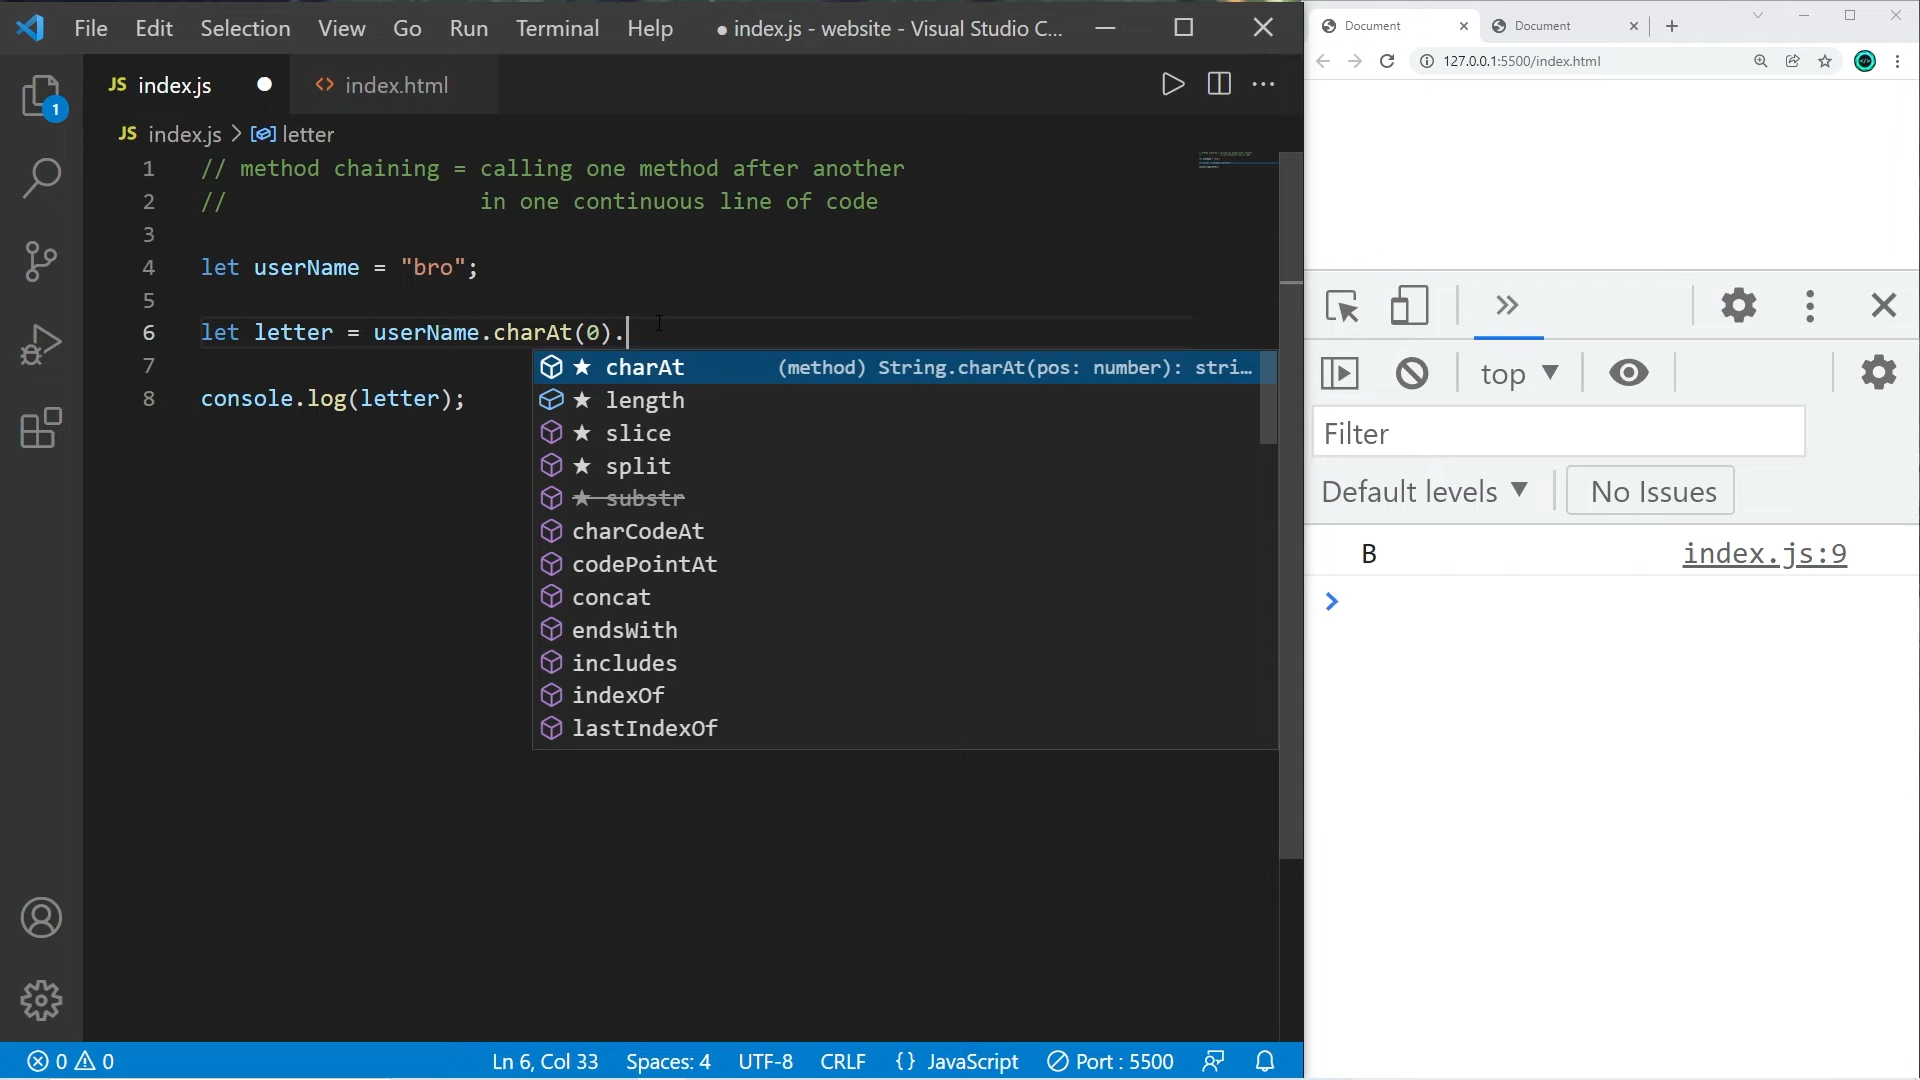 File Edit Selection View Go Run Terminal Help ● index.js - website - Visual Studio C...
JS index.js ● <> index.html
JS index.js > letter
1 // method chaining = calling one method after another
2 // in one continuous line of code
3
4 let userName = "bro";
5
6 let letter = userName.charAt(0).
7
8 console.log(letter);
★ charAt (method) String.charAt(pos: number): stri...
★ length
★ slice
★ split
★ substr
charCodeAt
codePointAt
concat
endsWith
includes
indexOf
lastIndexOf
1
0 0 Ln 6, Col 33 Spaces: 4 UTF-8 CRLF {} JavaScript Port : 5500
Document Document
127.0.0.1:5500/index.html
top
Filter
Default levels No Issues
B index.js:9